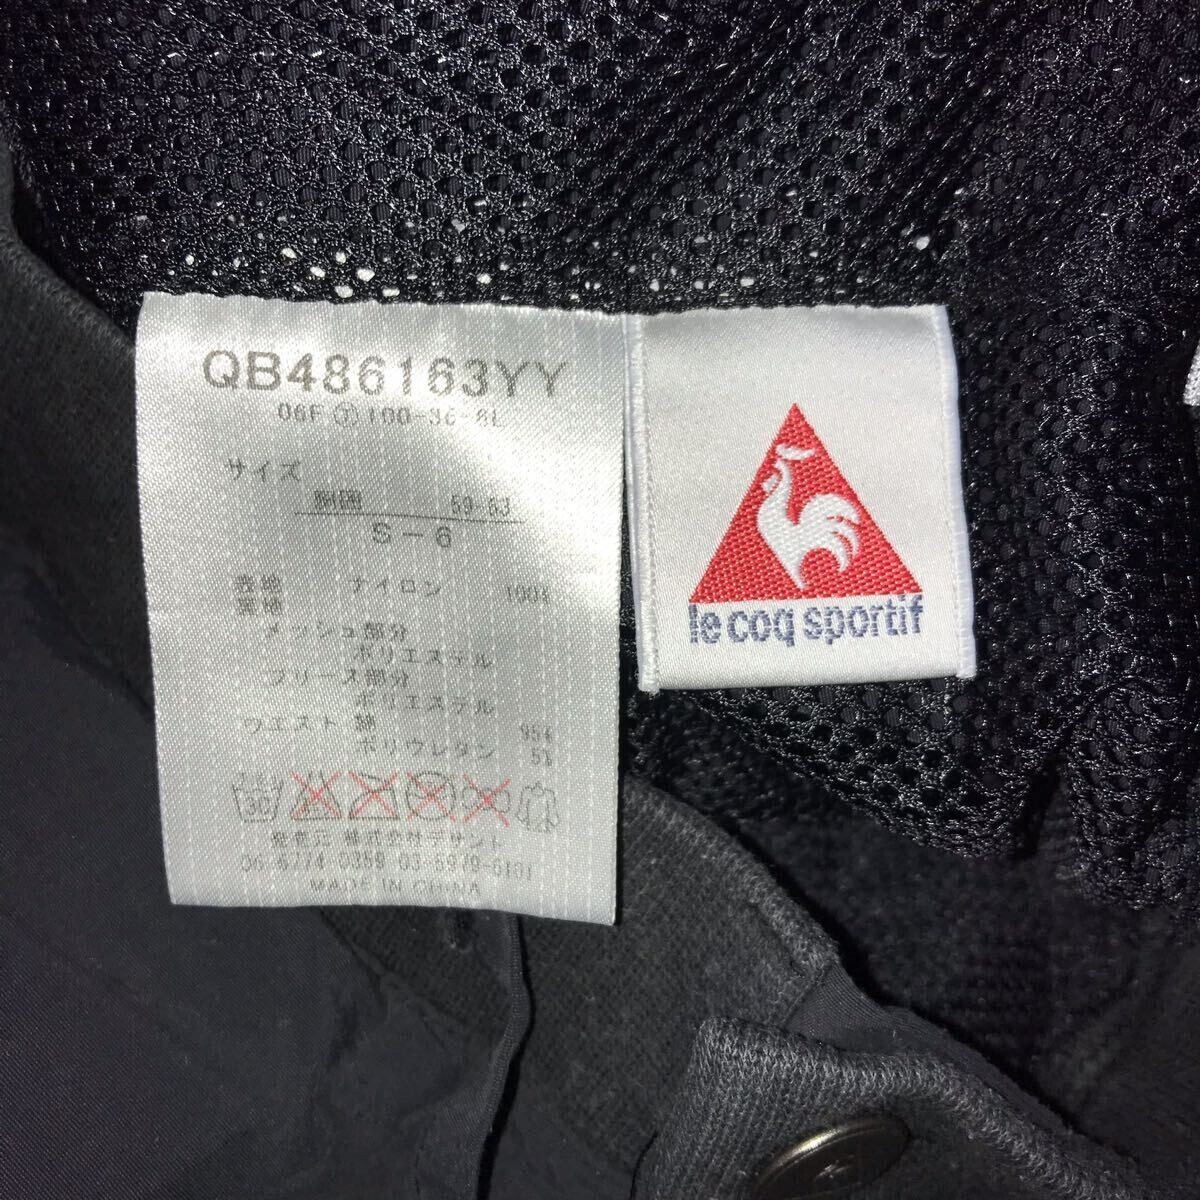 QB486163YY
06F ⑦ 100-36-6L
サイズ
胴囲 59-63
S-6
表地 ナイロン 100%
裏地
メッシュ部分
ポリエステル
フリース部分
ポリエステル
ウエスト 綿 95%
ポリウレタン 5%
30
発売元 株式会社デサント
06-6774-0359 03-5979-6101
MADE IN CHINA
le coq sportif